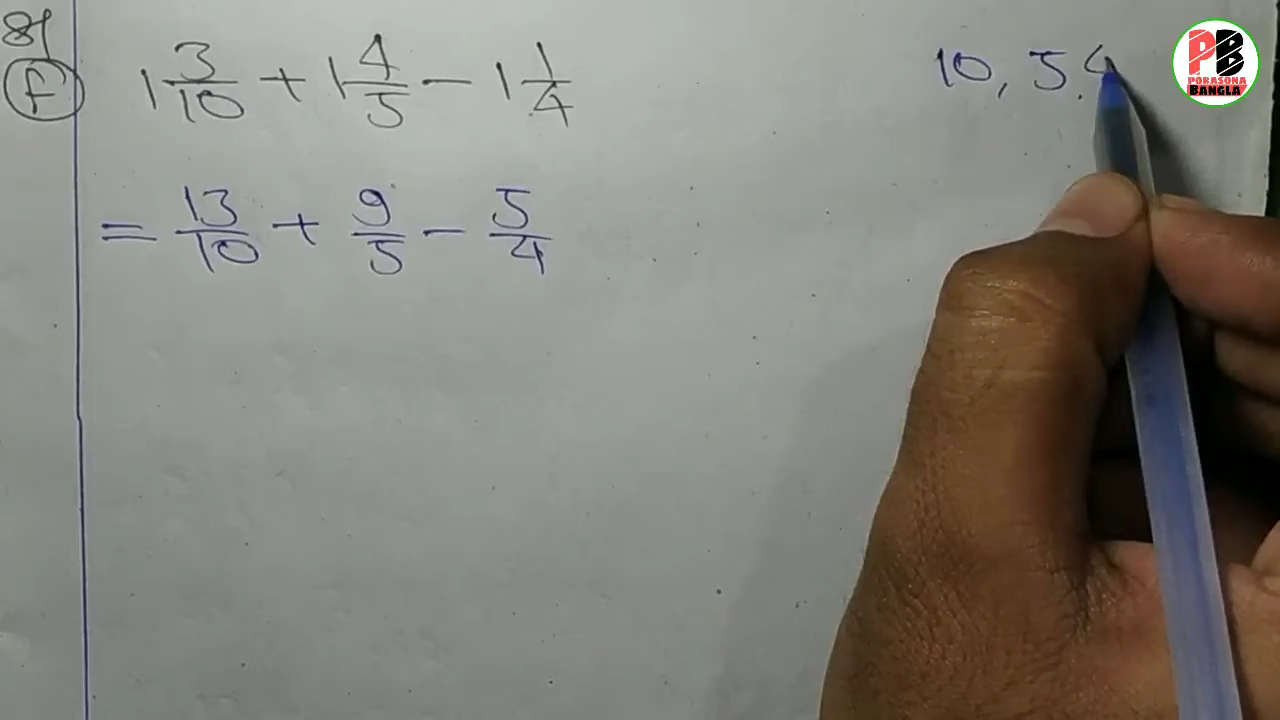 8)
(F) 1 3/10 + 1 4/5 - 1 1/4
10, 5, 4
= 13/10 + 9/5 - 5/4
PB
PORASONA
BANGLA